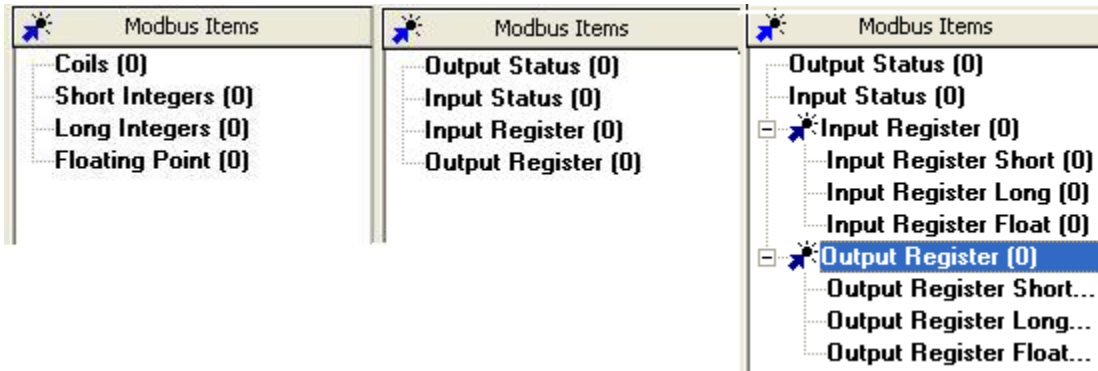 Modbus Items
Coils (0)
Short Integers (0)
Long Integers (0)
Floating Point (0)
Modbus Items
Output Status (0)
Input Status (0)
Input Register (0)
Output Register (0)
Modbus Items
Output Status (0)
Input Status (0)
Input Register (0)
Input Register Short (0)
Input Register Long (0)
Input Register Float (0)
Output Register (0)
Output Register Short...
Output Register Long...
Output Register Float...